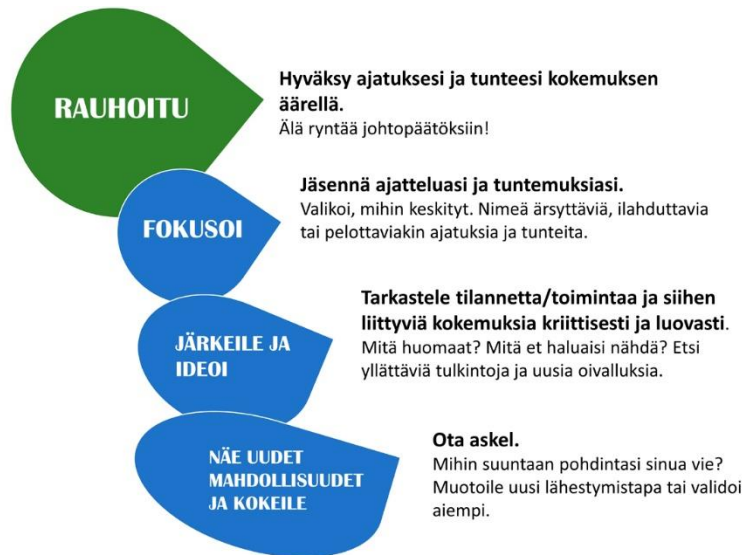 RAUHOITU
Hyväksy ajatuksesi ja tunteesi kokemuksen
äärellä.
Älä ryntää johtopäätöksiin!
FOKUSOI
Jäsennä ajatteluasi ja tuntemuksiasi.
Valikoi, mihin keskityt. Nimeä ärsyttäviä, ilahduttavia
tai pelottaviakin ajatuksia ja tunteita.
JÄRKEILE JA
IDEOI
Tarkastele tilannetta/toimintaa ja siihen
liittyviä kokemuksia kriittisesti ja luovasti.
Mitä huomaat? Mitä et haluaisi nähdä? Etsi
yllättäviä tulkintoja ja uusia oivalluksia.
NÄE UUDET
MAHDOLLISUUDET
JA KOKEILE
Ota askel.
Mihin suuntaan pohdintasi sinua vie?
Muotoile uusi lähestymistapa tai validoi
aiempi.